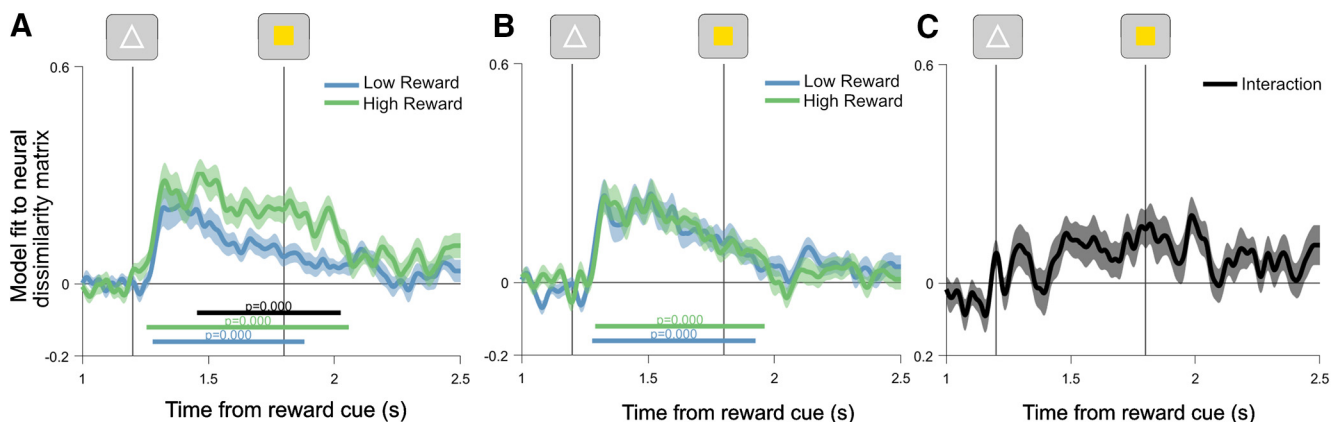 A
B
C
0.6
Low Reward
High Reward
Model fit to neural
dissimilarity matrix
0
p=0.000
p=0.000
p=0.000
-0.2
1
1.5
2
2.5
Time from reward cue (s)
0.6
Low Reward
High Reward
0
p=0.000
p=0.000
-0.2
1
1.5
2
2.5
Time from reward cue (s)
0.6
Interaction
0
0.2
1
1.5
2
2.5
Time from reward cue (s)